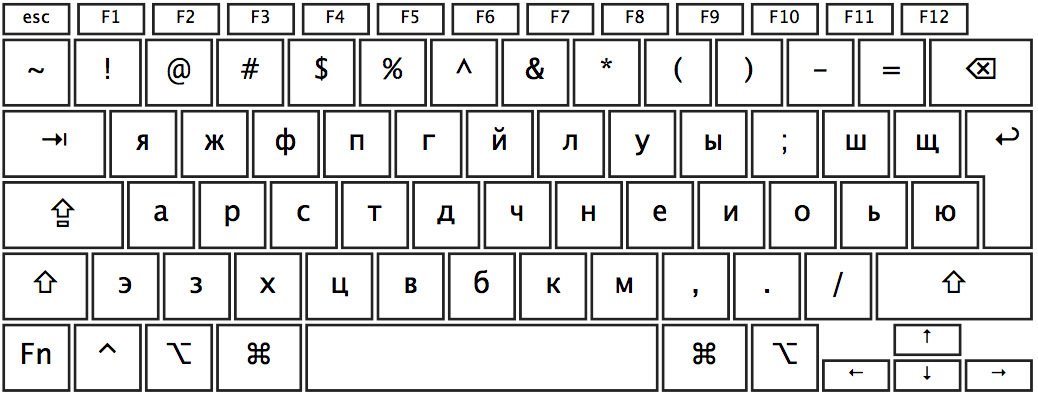 esc F1 F2 F3 F4 F5 F6 F7 F8 F9 F10 F11 F12
~ ! @ # $ % ^ & * ( ) – = ⌫
⇥ я ж ф п г й л у ы ; ш щ ↩
⇪ а р с т д ч н е и о ь ю
⇧ э з х ц в б к м , . / ⇧
Fn ^ ⌥ ⌘ ⌘ ⌥ ↑
← ↓ →